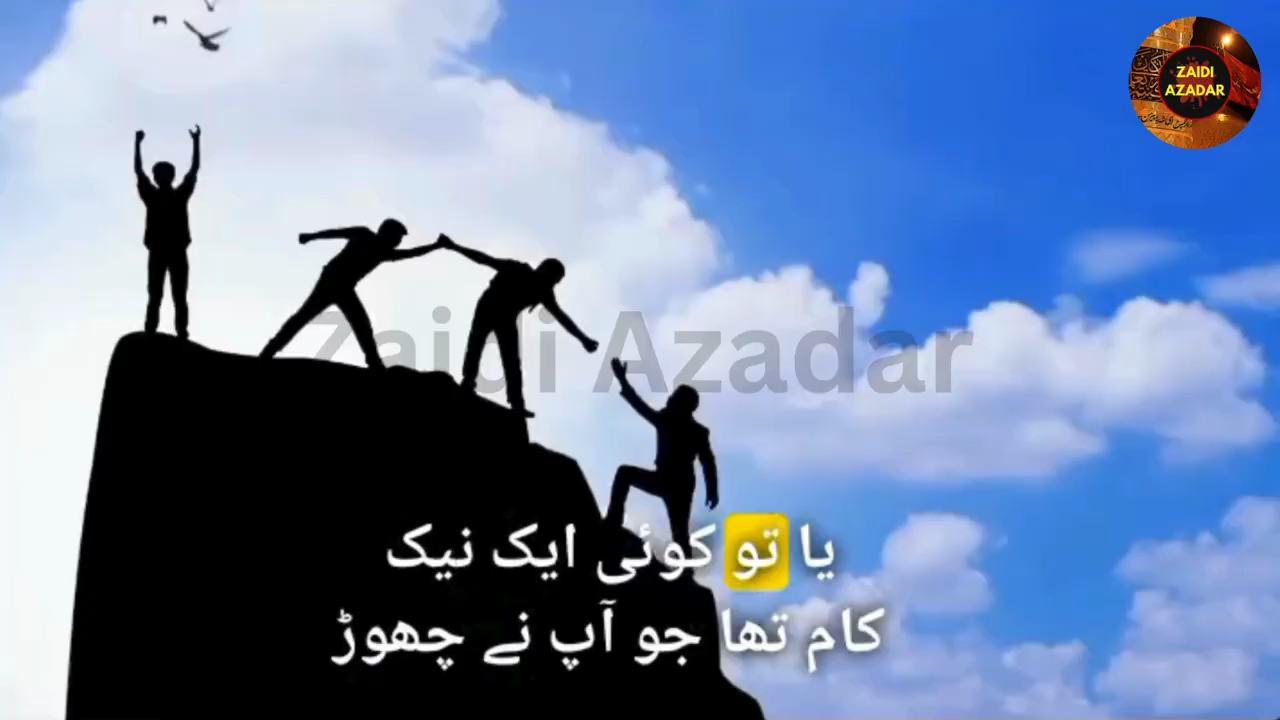 ZAIDI
AZADAR
Zaidi Azadar
یا تو کوئی ایک نیک
کام تھا جو آپ نے چھوڑ